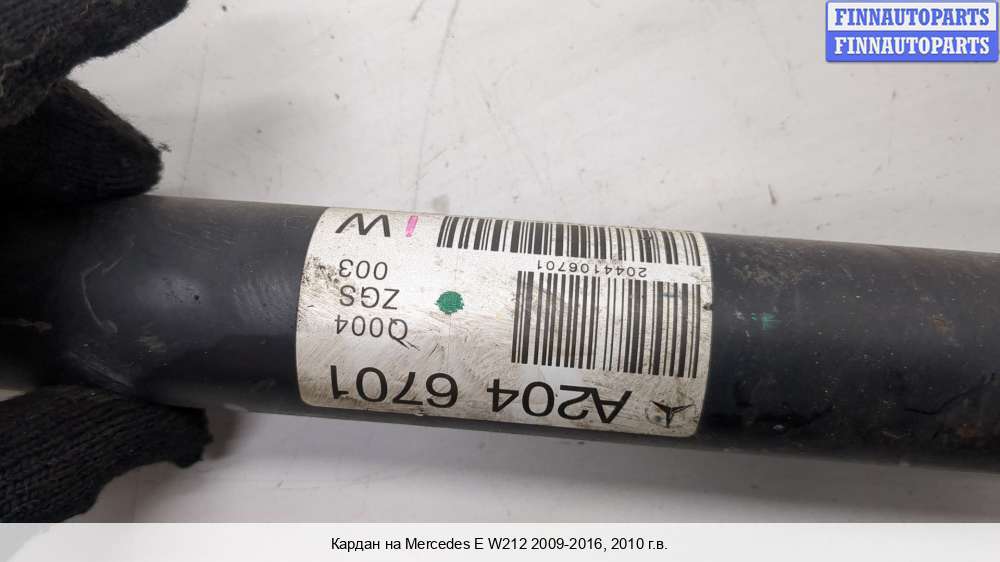 FINNAUTOPARTS
FINNAUTOPARTS
A204 6701
Q004
ZGS
003
W
2044106701
Кардан на Mercedes E W212 2009-2016, 2010 г.в.